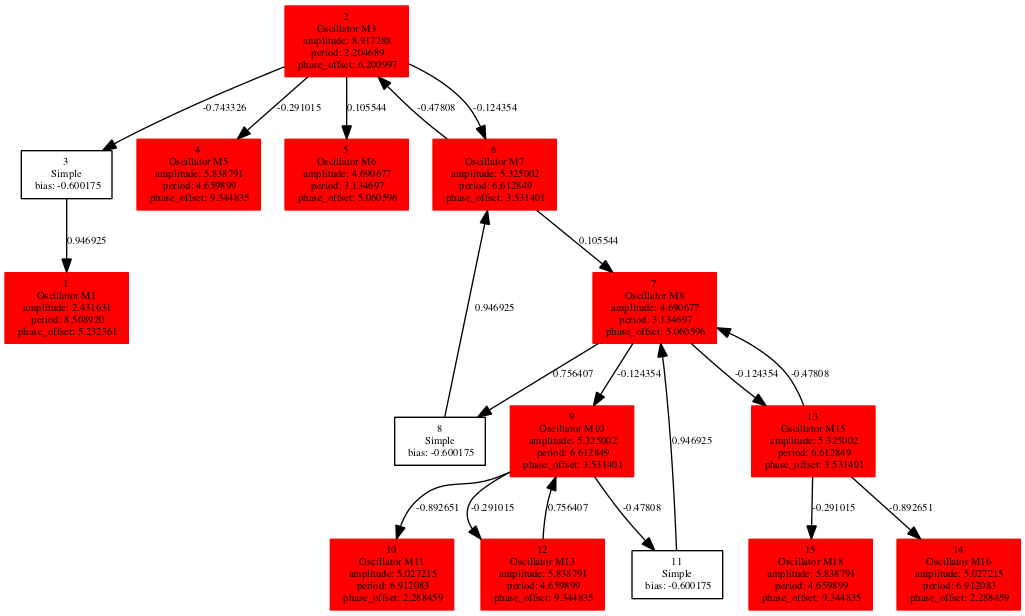 2
Oscillator M3
amplitude: 8.917288
period: 2.204689
phase_offset: 6.200997
-0.743326
-0.291015
0.105544
-0.47808
-0.124354
3
Simple
bias: -0.600175
4
Oscillator M5
amplitude: 5.838791
period: 4.659899
phase_offset: 9.344835
5
Oscillator M6
amplitude: 4.690677
period: 3.134697
phase_offset: 5.060596
6
Oscillator M7
amplitude: 5.325002
period: 6.612849
phase_offset: 3.531401
0.946925
0.105544
1
Oscillator M1
amplitude: 2.431631
period: 8.508920
phase_offset: 5.232361
0.946925
7
Oscillator M8
amplitude: 4.690677
period: 3.134697
phase_offset: 5.060596
0.756407
-0.124354
-0.124354
-0.47808
8
Simple
bias: -0.600175
9
Oscillator M10
amplitude: 5.325002
period: 6.612849
phase_offset: 3.531401
0.946925
13
Oscillator M15
amplitude: 5.325002
period: 6.612849
phase_offset: 3.531401
-0.892651
-0.291015
0.756407
-0.47808
-0.291015
-0.892651
10
Oscillator M11
amplitude: 5.027215
period: 6.912083
phase_offset: 2.288459
12
Oscillator M13
amplitude: 5.838791
period: 4.659899
phase_offset: 9.344835
11
Simple
bias: -0.600175
15
Oscillator M18
amplitude: 5.838791
period: 4.659899
phase_offset: 9.344835
14
Oscillator M16
amplitude: 5.027215
period: 6.912083
phase_offset: 2.288459